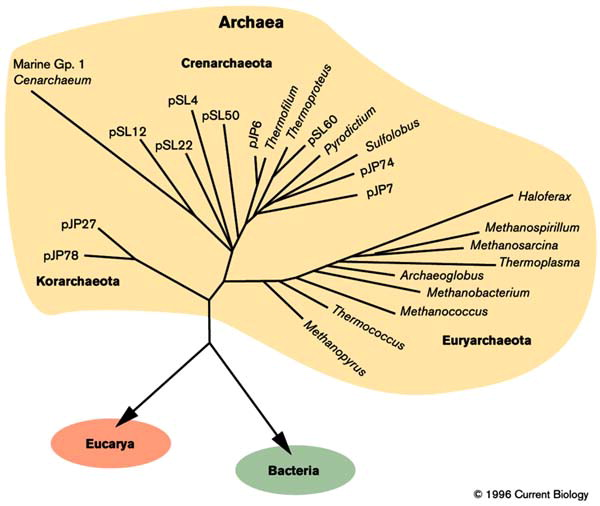 Archaea
Marine Gp. 1
Cenarchaeum
Crenarchaeota
pSL4
pSL50
pSL12
pSL22
pJP6
Thermofilum
Thermoproteus
pSL60
Pyrodictium
Sulfolobus
pJP74
pJP7
pJP27
pJP78
Korarchaeota
Haloferax
Methanospirillum
Methanosarcina
Thermoplasma
Archaeoglobus
Methanobacterium
Methanococcus
Thermococcus
Methanopyrus
Euryarchaeota
Eucarya
Bacteria
© 1996 Current Biology